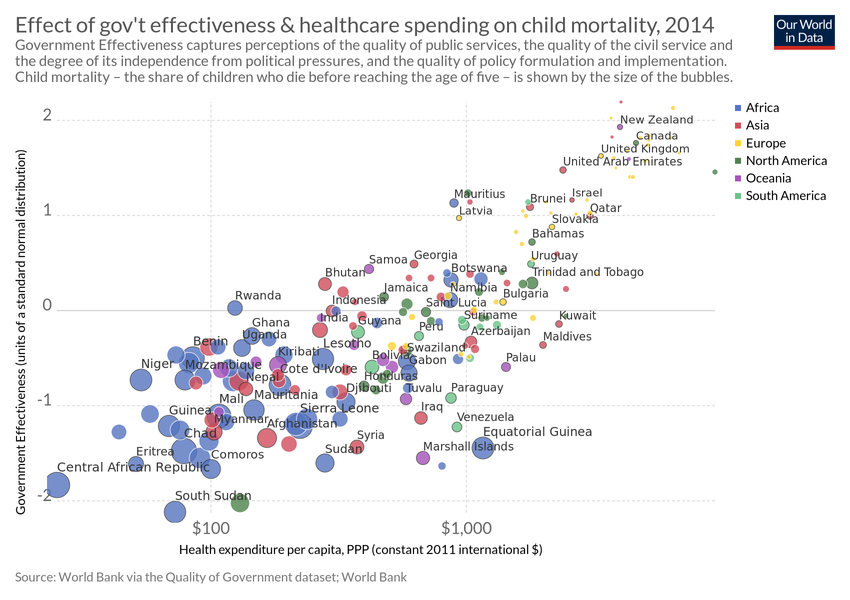 Effect of gov't effectiveness & healthcare spending on child mortality, 2014
Our World
in Data
Government Effectiveness captures perceptions of the quality of public services, the quality of the civil service and
the degree of its independence from political pressures, and the quality of policy formulation and implementation.
Child mortality – the share of children who die before reaching the age of five – is shown by the size of the bubbles.
Government Effectiveness (units of a standard normal distribution)
2
1
0
-1
-2
Africa
Asia
Europe
North America
Oceania
South America
New Zealand
Canada
United Kingdom
United Arab Emirates
Mauritius
Latvia
Brunei
Israel
Qatar
Slovakia
Bahamas
Uruguay
Trinidad and Tobago
Samoa
Georgia
Bhutan
Botswana
Jamaica
Namibia
Bulgaria
Rwanda
Indonesia
Saint Lucia
Suriname
Kuwait
India
Guyana
Ghana
Uganda
Peru
Azerbaijan
Maldives
Benin
Lesotho
Swaziland
Kiribati
Bolivia
Gabon
Palau
Niger
Mozambique
Cote d'Ivoire
Nepal
Honduras
Djibouti
Tuvalu
Paraguay
Mali
Mauritania
Guinea
Sierra Leone
Iraq
Myanmar
Afghanistan
Venezuela
Chad
Syria
Equatorial Guinea
Eritrea
Comoros
Sudan
Marshall Islands
Central African Republic
South Sudan
$100
$1,000
Health expenditure per capita, PPP (constant 2011 international $)
Source: World Bank via the Quality of Government dataset; World Bank